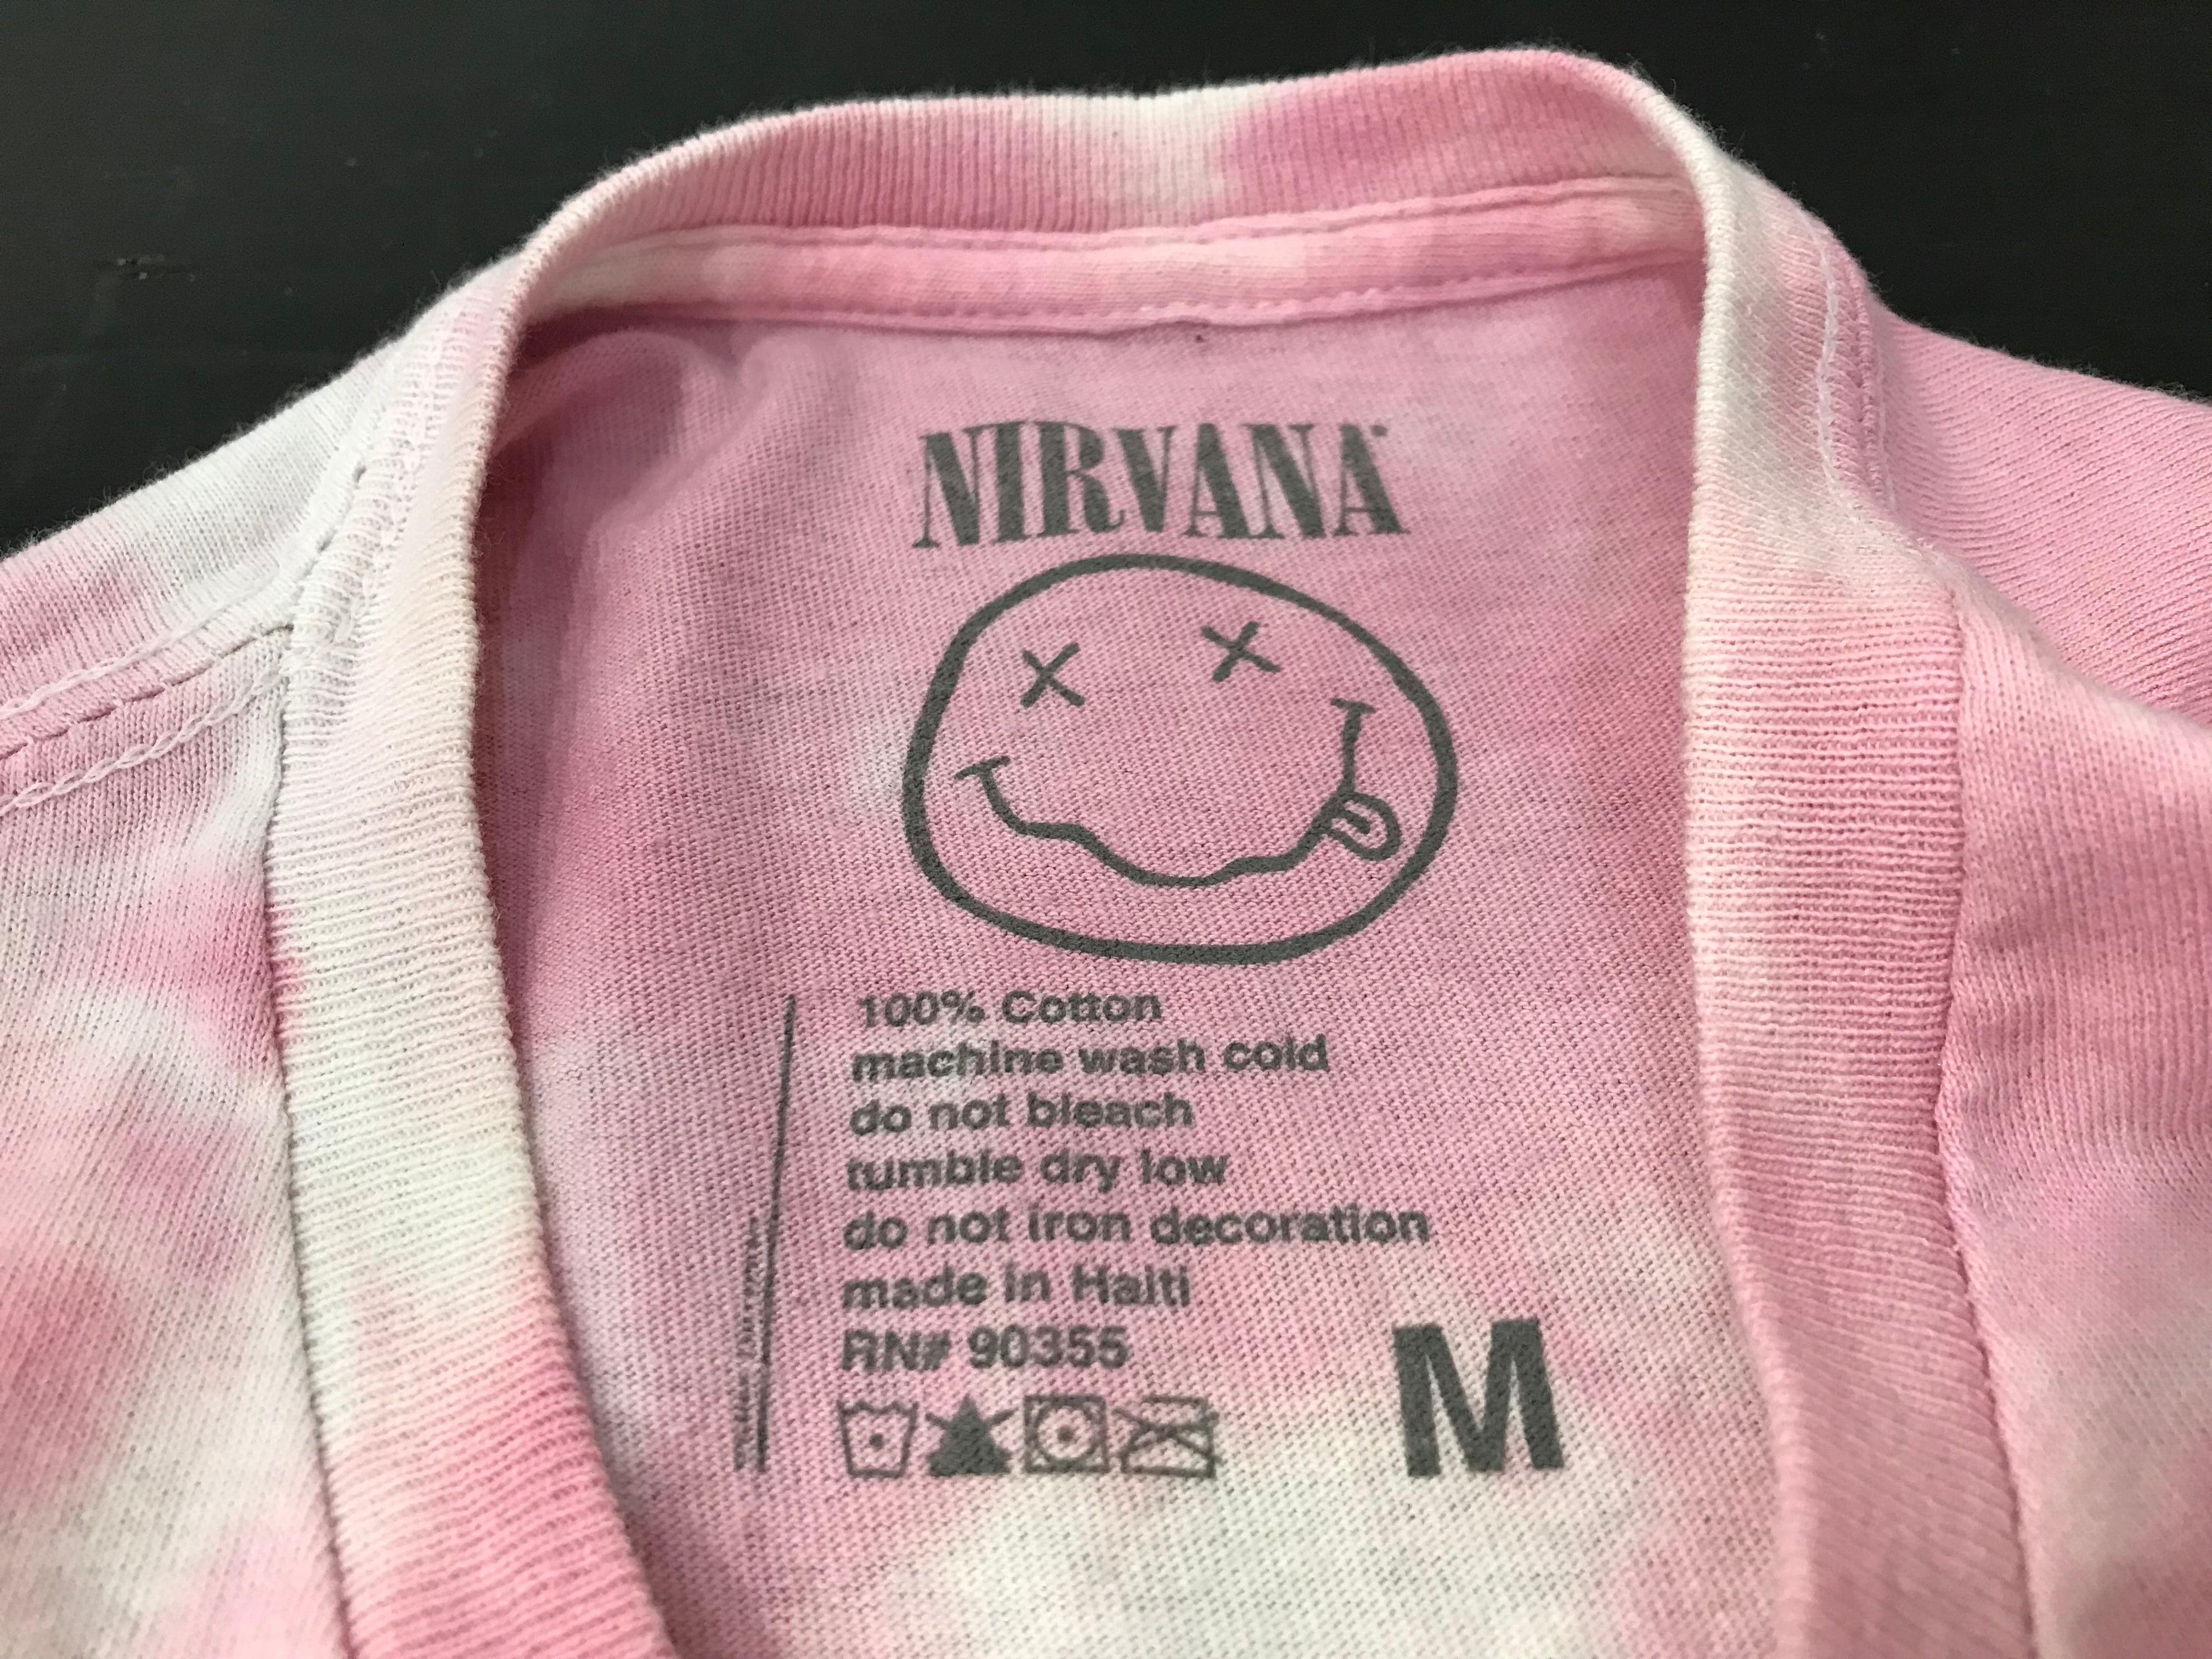 NIRVANA
100% Cotton
machine wash cold
do not bleach
tumble dry low
do not iron decoration
made in Haiti
RN# 90355
M